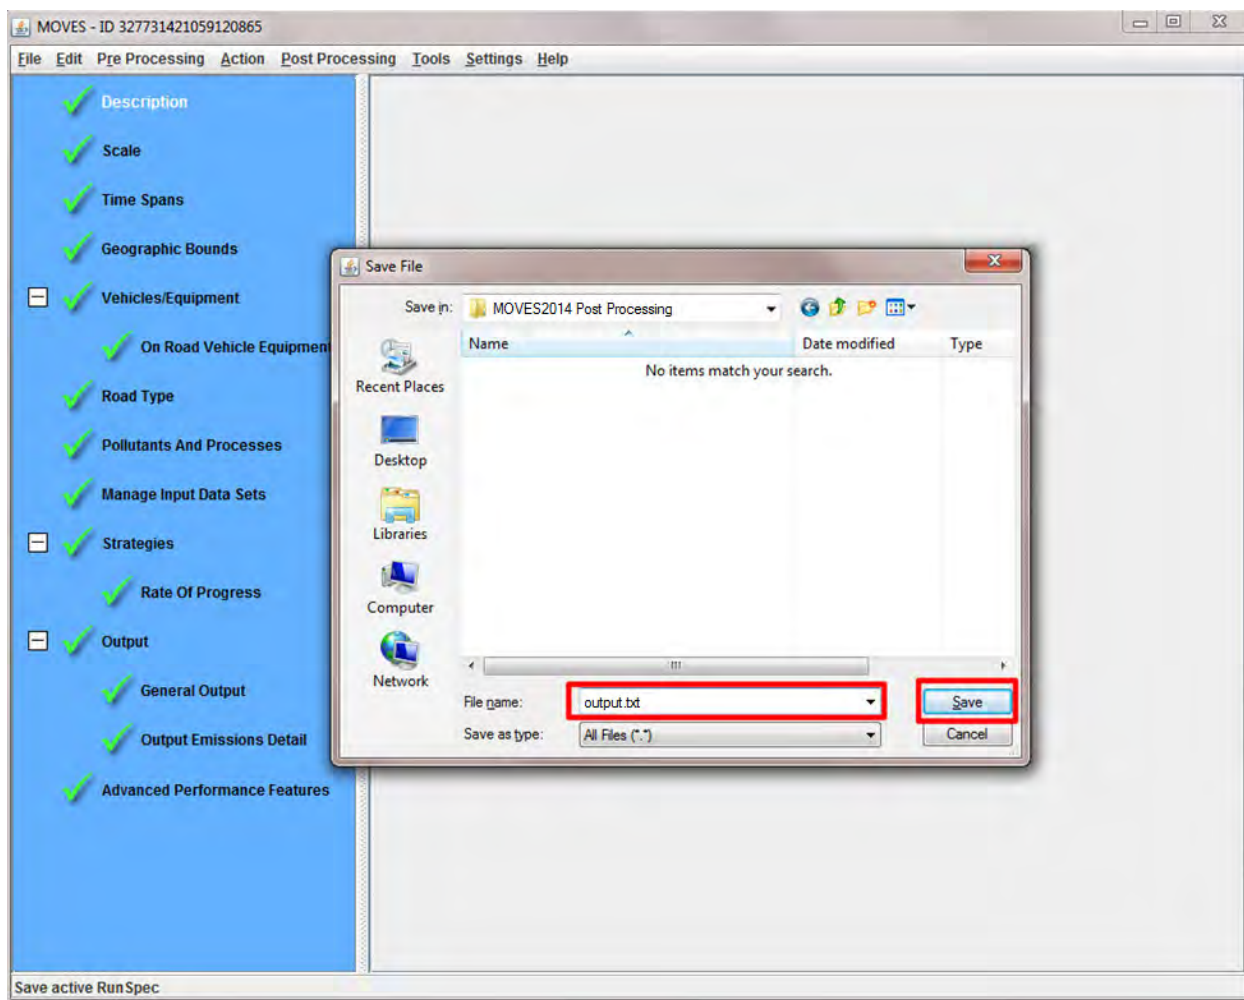 MOVES - ID 327731421059120865
File Edit Pre Processing Action Post Processing Tools Settings Help
Description
Scale
Time Spans
Geographic Bounds
Vehicles/Equipment
On Road Vehicle Equipment
Road Type
Pollutants And Processes
Manage Input Data Sets
Strategies
Rate Of Progress
Output
General Output
Output Emissions Detail
Advanced Performance Features
Save File
Save in: MOVES2014 Post Processing
Name Date modified Type
No items match your search.
Recent Places
Desktop
Libraries
Computer
Network
File name: output.txt Save
Save as type: All Files (*.*) Cancel
Save active RunSpec